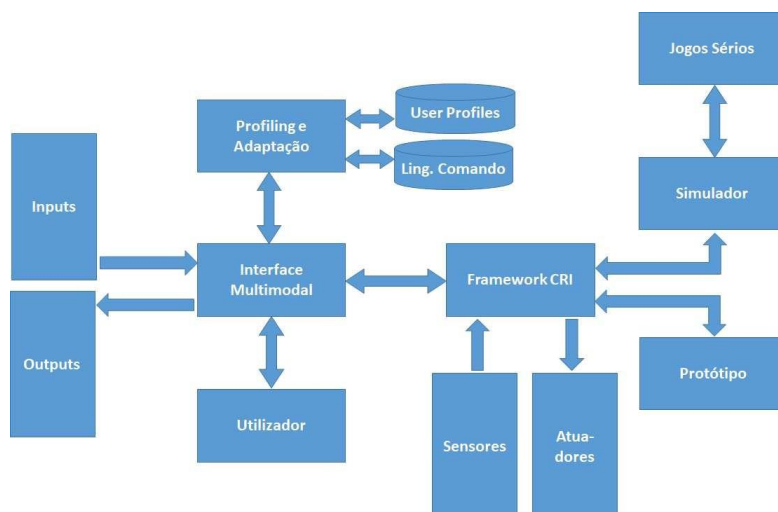 Jogos Sérios
User Profiles
Profiling e
Adaptação
Ling. Comando
Inputs
Simulador
Interface
Multimodal
Framework CRI
Outputs
Protótipo
Utilizador
Sensores
Atua-
dores